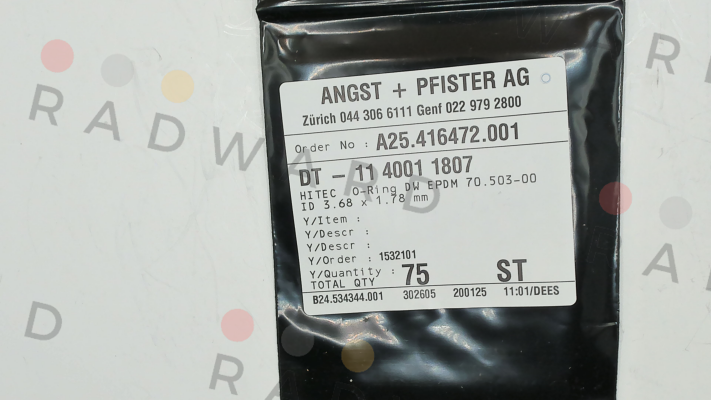 ANGST + PFISTER AG
Zürich 044 306 6111 Genf 022 979 2800
Order No : A25.416472.001
DT - 11 4001 1807
HITEC O-Ring DW EPDM 70.503-00
ID 3.68 x 1.78 mm
Y/Item :
Y/Descr :
Y/Descr :
Y/Order : 1532101
Y/Quantity : 75 ST
TOTAL QTY
B24.534344.001 302605 200125 11:01/DEES
RADWARD
R
A
D
RAD